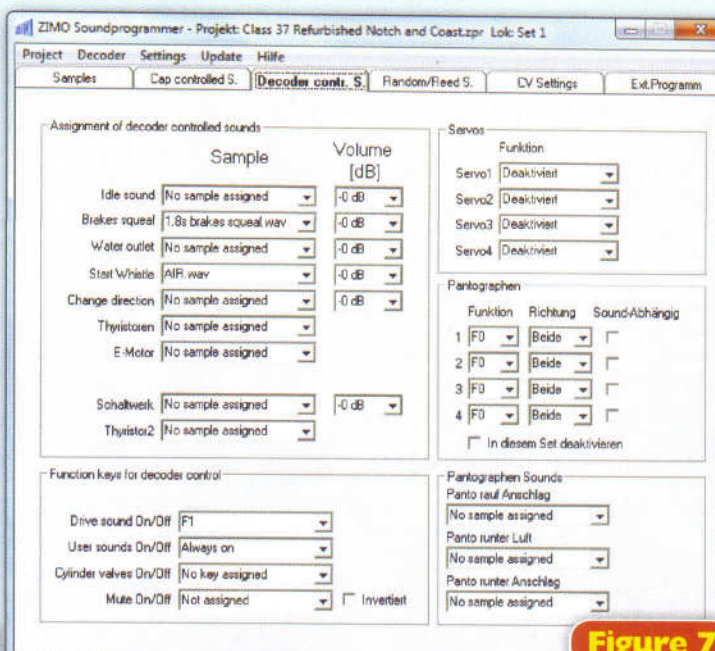 ZIMO Soundprogrammer - Projekt: Class 37 Refurbished Notch and Coast.zpr Lok: Set 1
Project Decoder Settings Update Hilfe
Samples Cap controlled S. Decoder contr. S. Random/Reed S. CV Settings Ext.Programm
Assignment of decoder controlled sounds
Sample Volume [dB]
Idle sound No sample assigned -0 dB
Brakes squeal 1.8s brakes squeal.wav -0 dB
Water outlet No sample assigned -0 dB
Start Whistle AIR.wav -0 dB
Change direction No sample assigned -0 dB
Thyristoren No sample assigned
E-Motor No sample assigned
Schaltwerk No sample assigned -0 dB
Thyristor2 No sample assigned
Function keys for decoder control
Drive sound On/Off F1
User sounds On/Off Always on
Cylinder valves On/Off No key assigned
Mute On/Off Not assigned Invertiert
Servos
Funktion
Servo1 Deaktiviert
Servo2 Deaktiviert
Servo3 Deaktiviert
Servo4 Deaktiviert
Pantographen
Funktion Richtung Sound-Abhängig
1 F0 Beide
2 F0 Beide
3 F0 Beide
4 F0 Beide
In diesem Set deaktivieren
Pantographen Sounds
Panto rauf Anschlag
No sample assigned
Panto runter Luft
No sample assigned
Panto runter Anschlag
No sample assigned
Figure 7